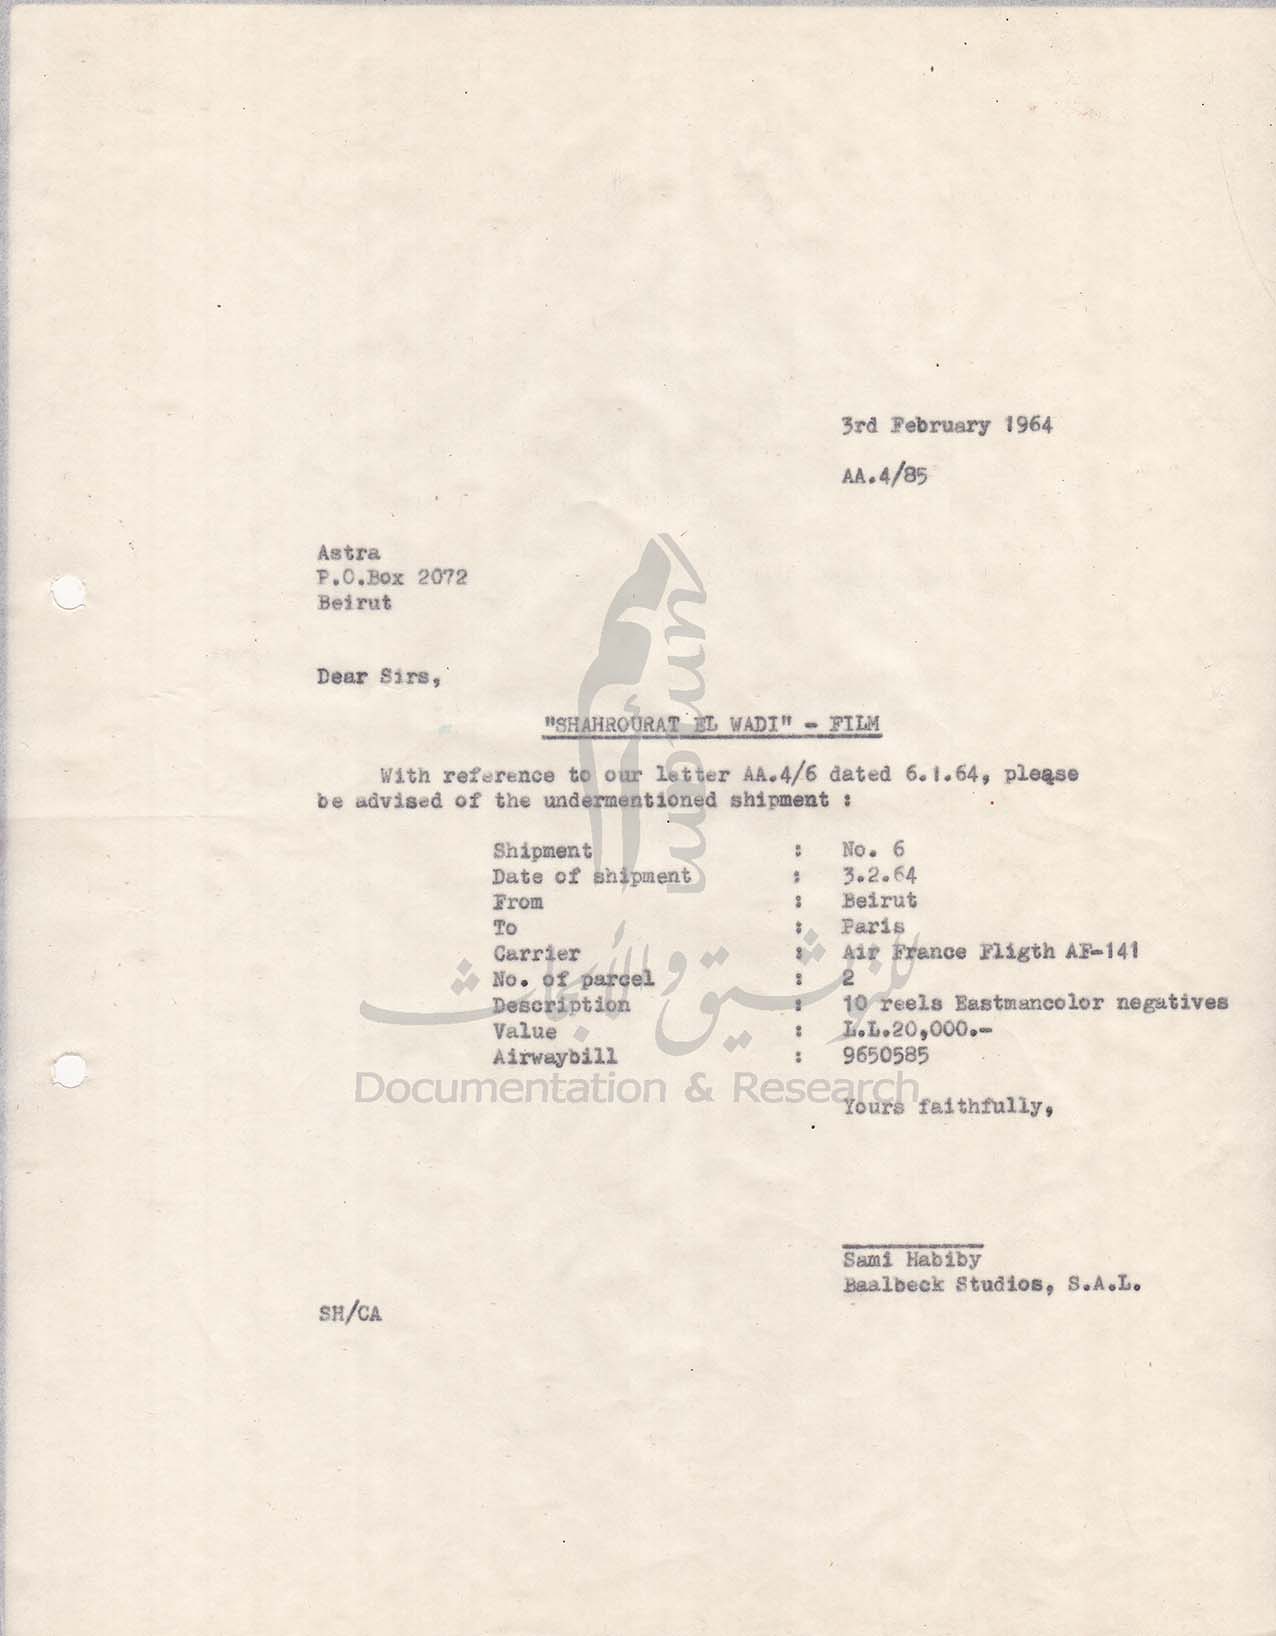 3rd February 1964
AA.4/85
Astra
P.O.Box 2072
Beirut
Dear Sirs,
"SHAHROURAT EL WADI" - FILM
With reference to our letter AA.4/6 dated 6.1.64, please
be advised of the undermentioned shipment :
Shipment : No. 6
Date of shipment : 3.2.64
From : Beirut
To : Paris
Carrier : Air France Fligth AF-141
No. of parcel : 2
Description : 10 reels Eastmancolor negatives
Value : L.L.20,000.-
Airwaybill : 9650585
Yours faithfully,
Sami Habiby
Baalbeck Studios, S.A.L.
SH/CA
umam
للتوثيق والأبحاث
Documentation & Research